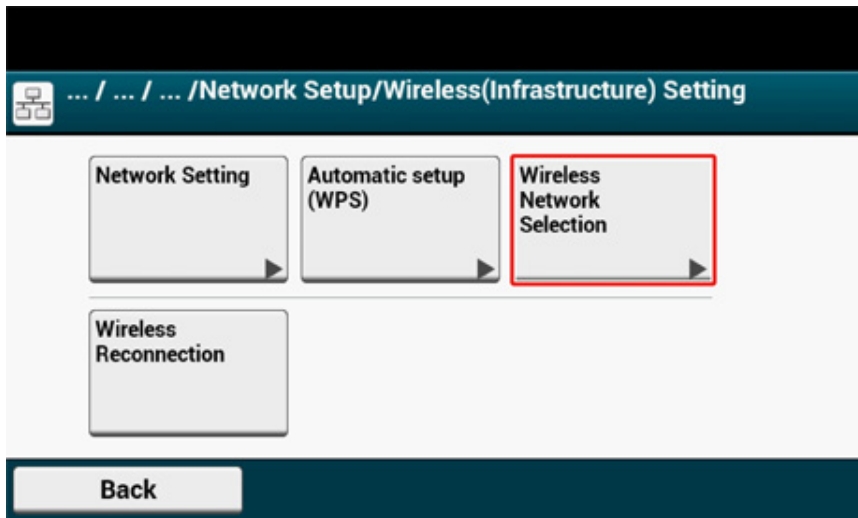 ... / ... / ... /Network Setup/Wireless(Infrastructure) Setting
Network Setting
Automatic setup
(WPS)
Wireless
Network
Selection
Wireless
Reconnection
Back